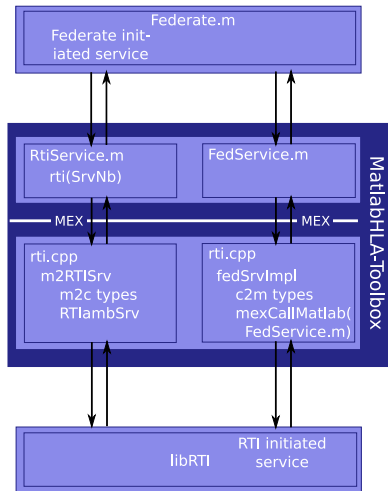 Federate.m
Federate init-
iated service
RtiService.m
rti(SrvNb)
FedService.m
MEX
MEX
rti.cpp
m2RTISrv
m2c types
RTIambSrv
rti.cpp
fedSrvImpl
c2m types
mexCallMatlab(
FedService.m)
MatlabHLA-Toolbox
libRTI
RTI initiated
service